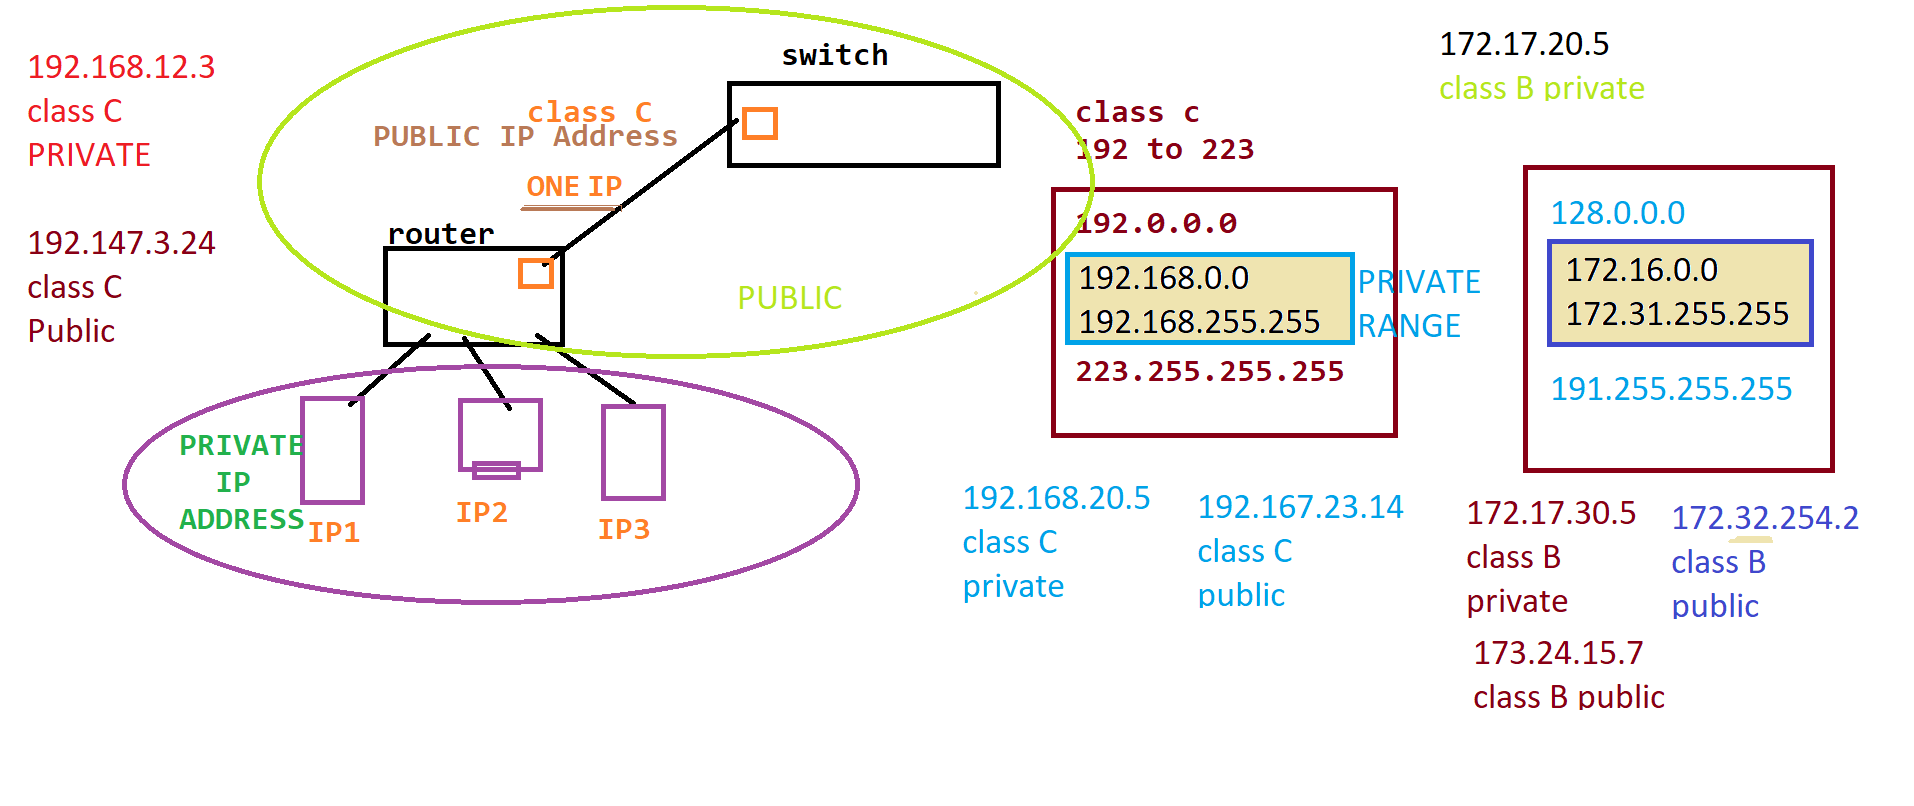 192.168.12.3
class C
PRIVATE
192.147.3.24
class C
Public
switch
class C
PUBLIC IP Address
ONE IP
router
PUBLIC
PRIVATE
IP
ADDRESS
IP1
IP2
IP3
class c
192 to 223
192.0.0.0
192.168.0.0
192.168.255.255
PRIVATE
RANGE
223.255.255.255
192.168.20.5
class C
private
192.167.23.14
class C
public
172.17.20.5
class B private
128.0.0.0
172.16.0.0
172.31.255.255
191.255.255.255
172.17.30.5
class B
private
172.32.254.2
class B
public
173.24.15.7
class B public